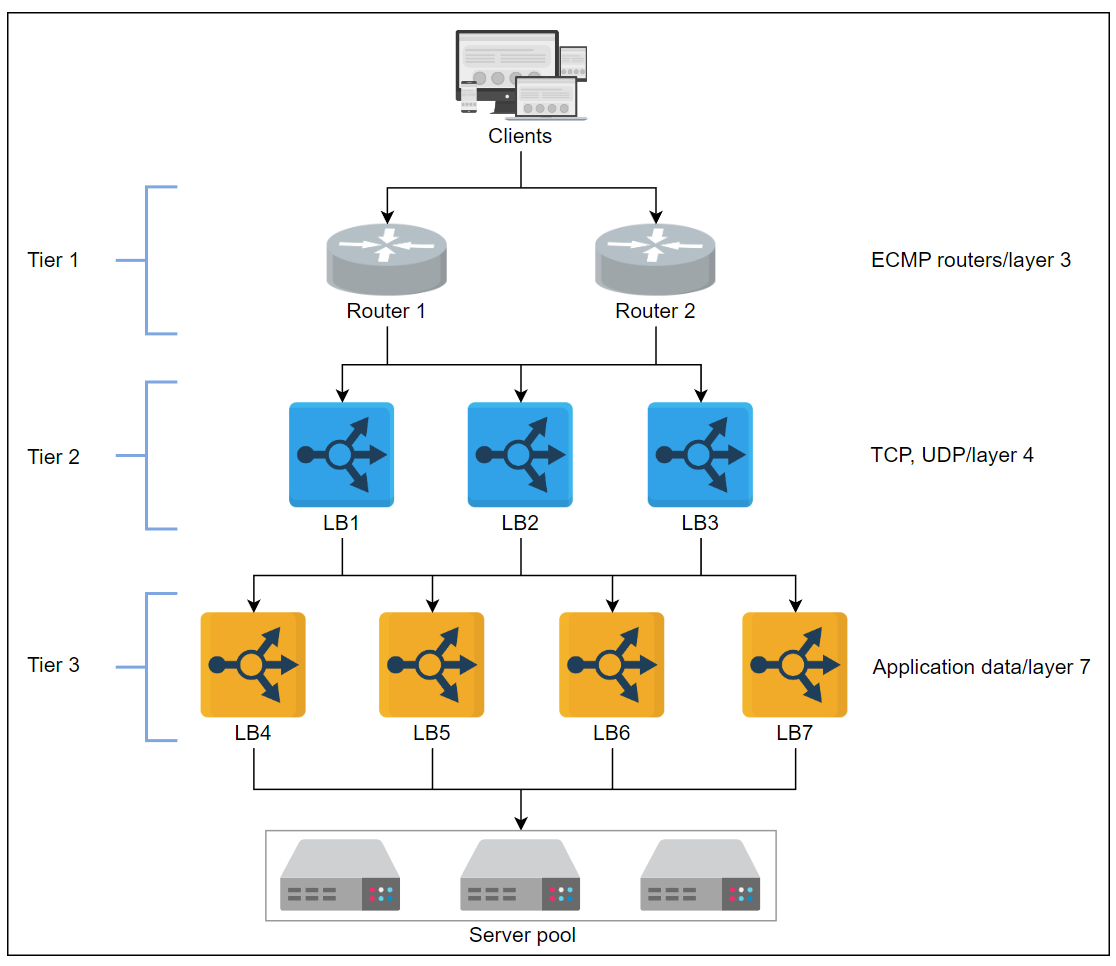 Clients
Tier 1
ECMP routers/layer 3
Router 1
Router 2
Tier 2
TCP, UDP/layer 4
LB1
LB2
LB3
Tier 3
Application data/layer 7
LB4
LB5
LB6
LB7
Server pool